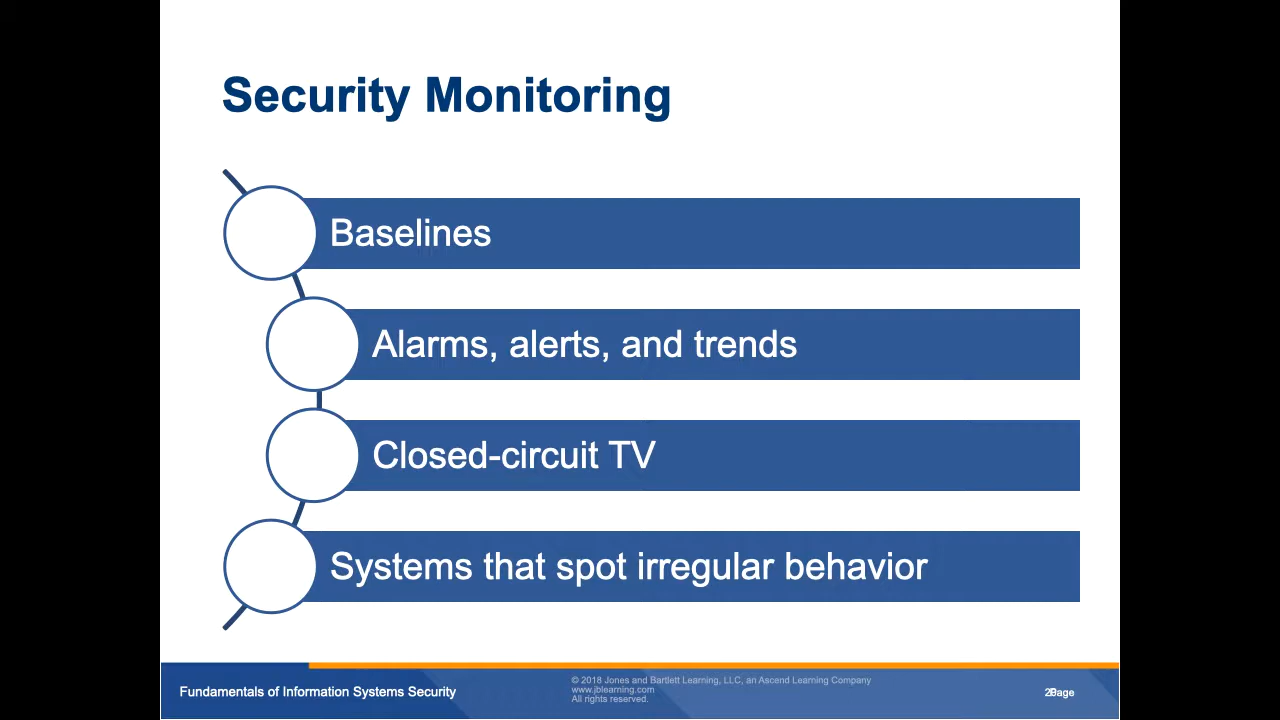 Security Monitoring
Baselines
Alarms, alerts, and trends
Closed-circuit TV
Systems that spot irregular behavior
Fundamentals of Information Systems Security
© 2018 Jones and Bartlett Learning, LLC, an Ascend Learning Company
www.jblearning.com
All rights reserved.